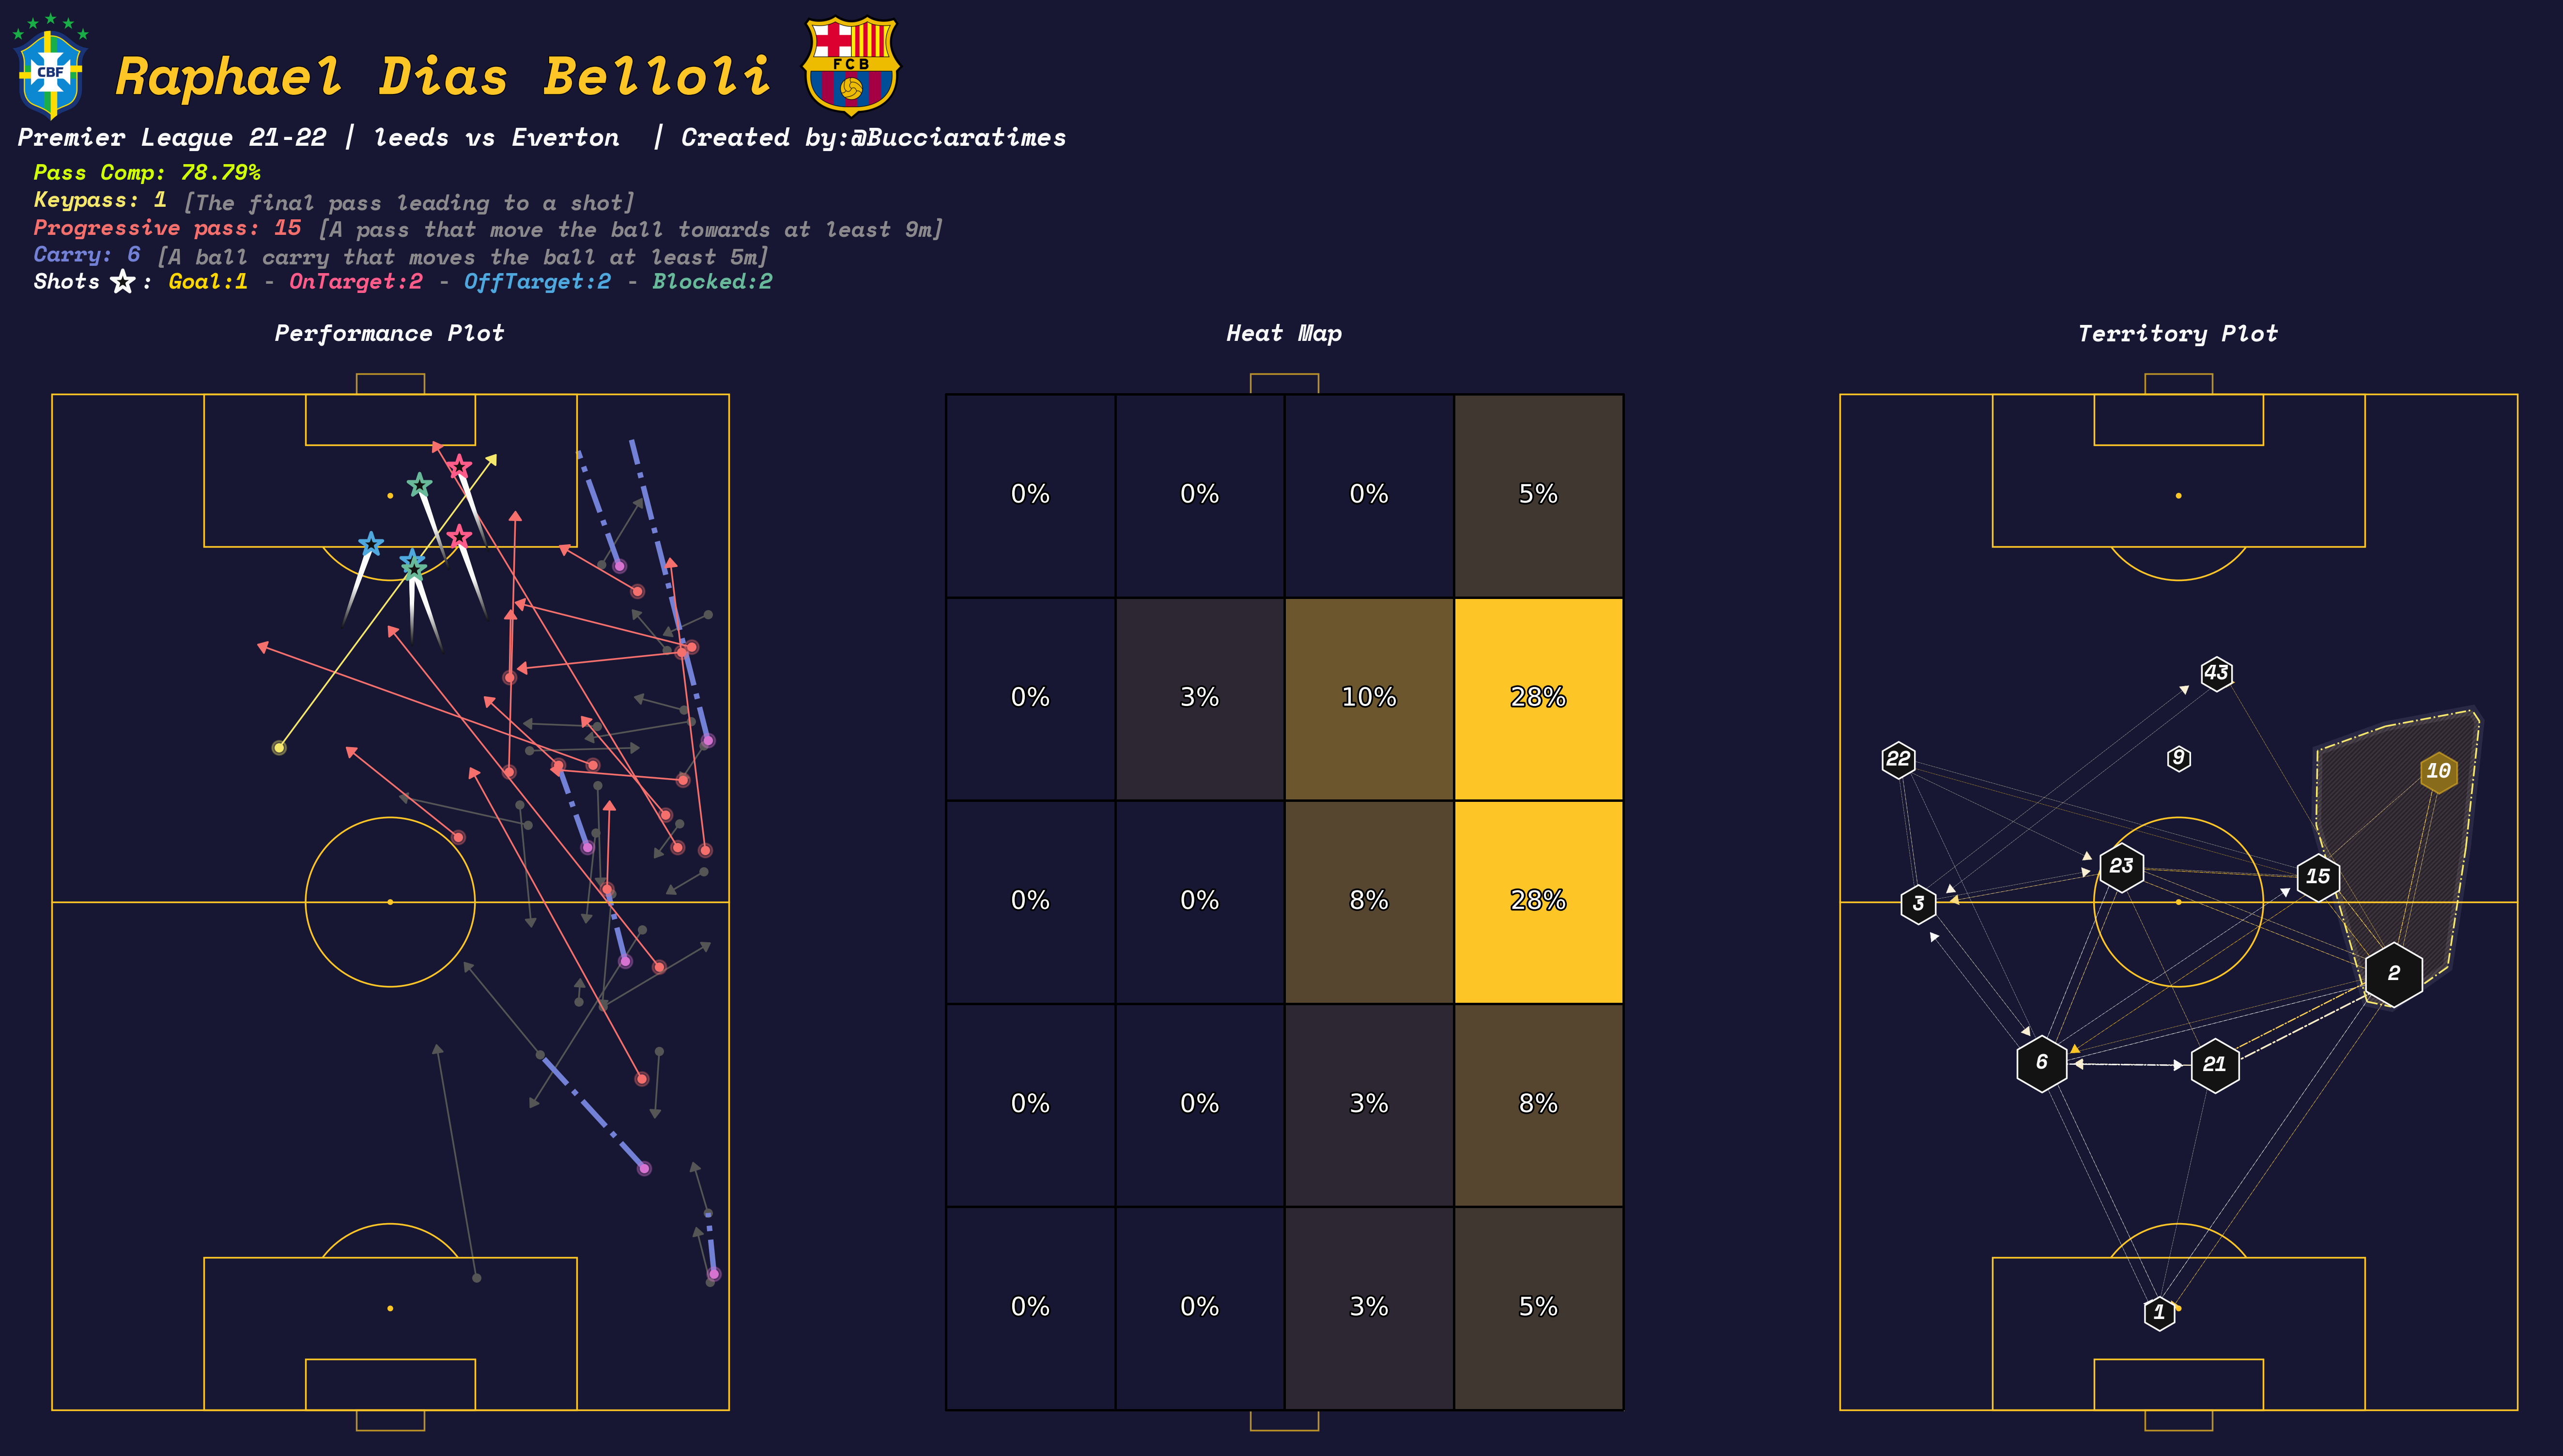 CBF
Raphael Dias Belloli
FCB
Premier League 21-22 | leeds vs Everton | Created by:@Bucciaratimes
Pass Comp: 78.79%
Keypass: 1 [The final pass leading to a shot]
Progressive pass: 15 [A pass that move the ball towards at least 9m]
Carry: 6 [A ball carry that moves the ball at least 5m]
Shots ☆: Goal:1 - OnTarget:2 - OffTarget:2 - Blocked:2
Performance Plot
Heat Map
Territory Plot
0% 0% 0% 5%
0% 3% 10% 28%
0% 0% 8% 28%
0% 0% 3% 8%
0% 0% 3% 5%
43
22
9
10
23
15
3
2
6
21
1